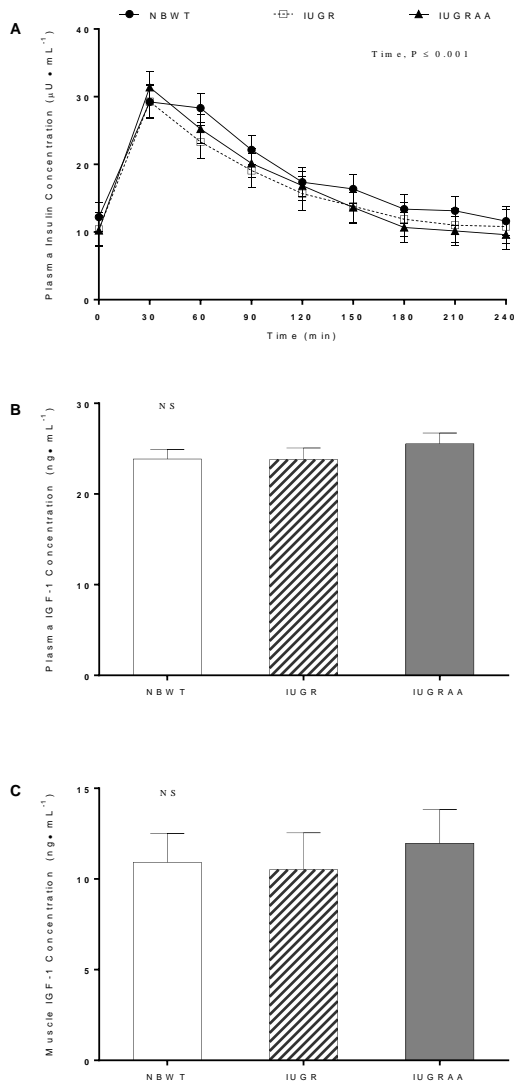 A
NBWT IUGR IUGRAA
Time, P ≤ 0.001
Plasma Insulin Concentration (μU • mL⁻¹)
40
30
20
10
0
0 30 60 90 120 150 180 210 240
Time (min)
B
NS
Plasma IGF-1 Concentration (ng• mL⁻¹)
30
20
10
0
NBWT IUGR IUGRAA
C
NS
Muscle IGF-1 Concentration (ng• mL⁻¹)
15
10
5
0
NBWT IUGR IUGRAA